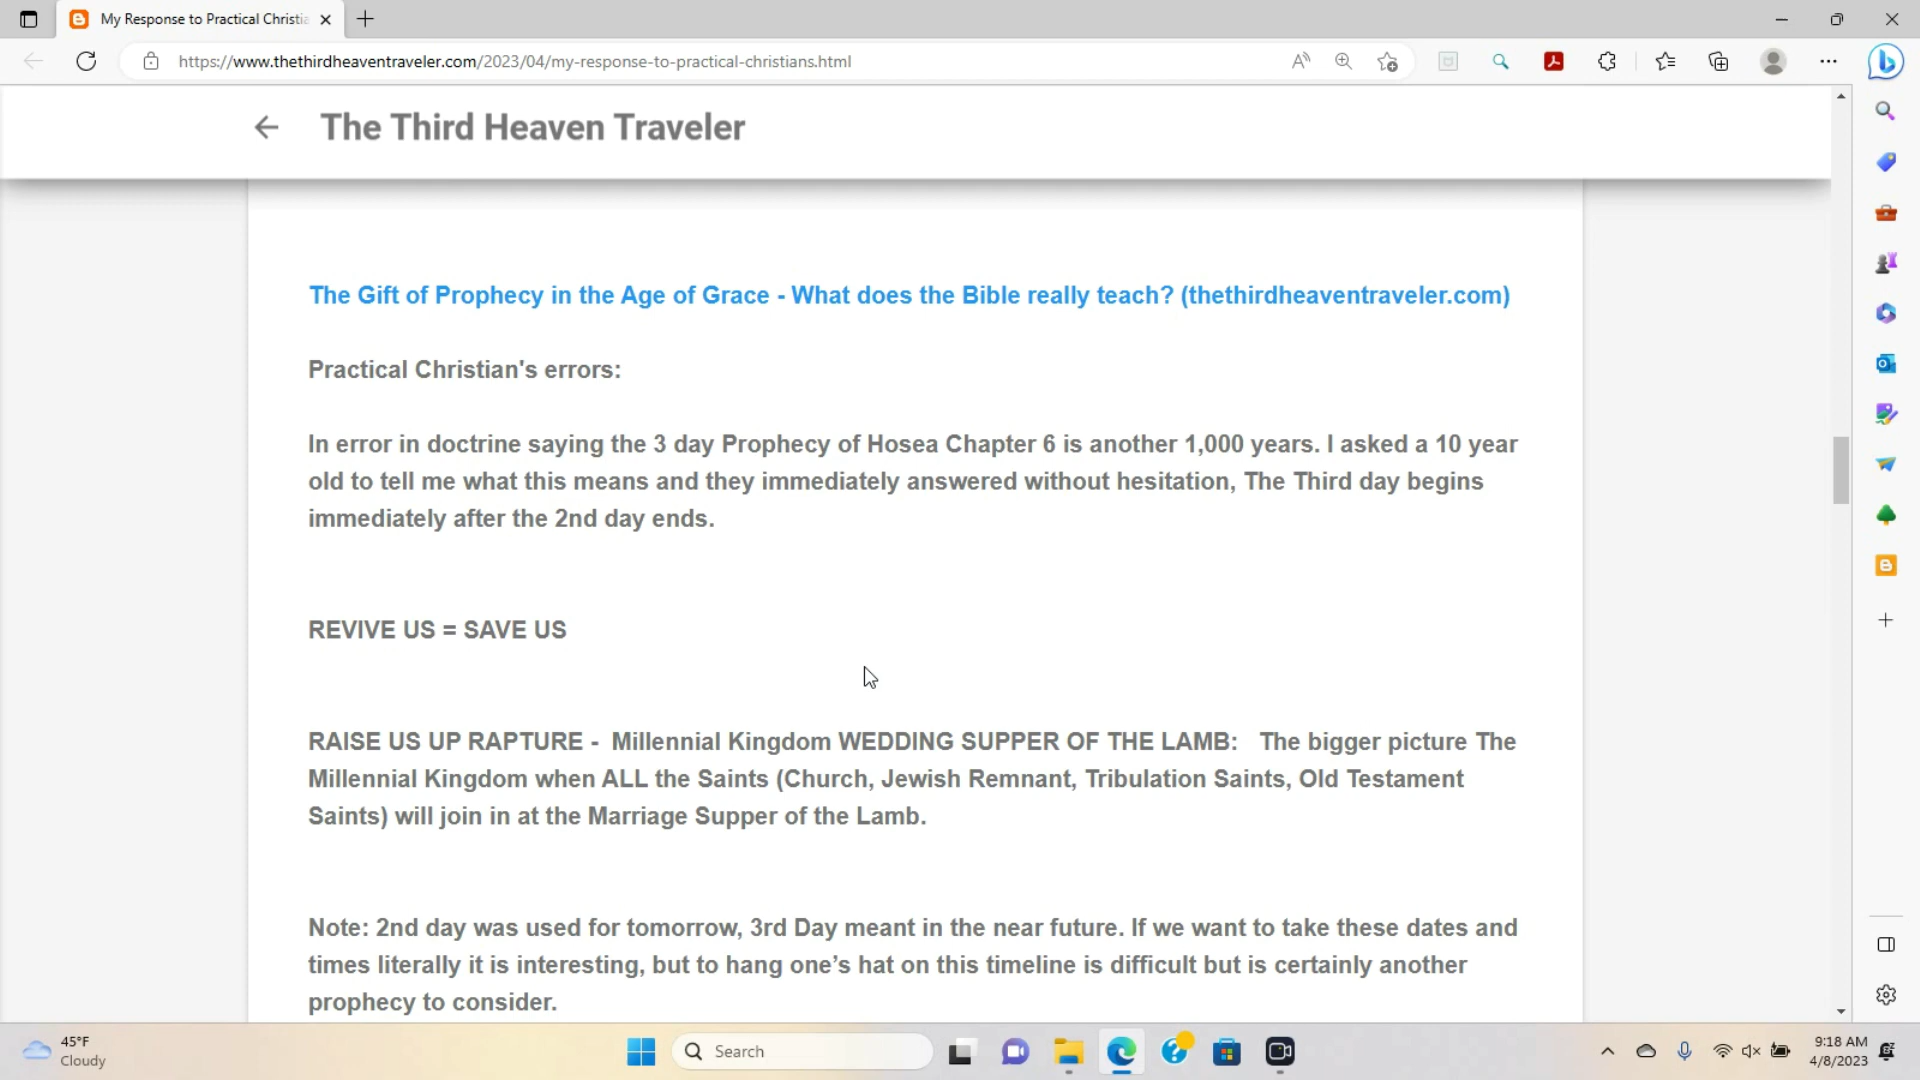 My Response to Practical Christia
https://www.thethirdheaventraveler.com/2023/04/my-response-to-practical-christians.html
The Third Heaven Traveler
The Gift of Prophecy in the Age of Grace - What does the Bible really teach? (thethirdheaventraveler.com)
Practical Christian's errors:
In error in doctrine saying the 3 day Prophecy of Hosea Chapter 6 is another 1,000 years. I asked a 10 year
old to tell me what this means and they immediately answered without hesitation, The Third day begins
immediately after the 2nd day ends.
REVIVE US = SAVE US
RAISE US UP RAPTURE - Millennial Kingdom WEDDING SUPPER OF THE LAMB: The bigger picture The
Millennial Kingdom when ALL the Saints (Church, Jewish Remnant, Tribulation Saints, Old Testament
Saints) will join in at the Marriage Supper of the Lamb.
Note: 2nd day was used for tomorrow, 3rd Day meant in the near future. If we want to take these dates and
times literally it is interesting, but to hang one’s hat on this timeline is difficult but is certainly another
prophecy to consider.
45°F
Cloudy
Search
9:18 AM
4/8/2023